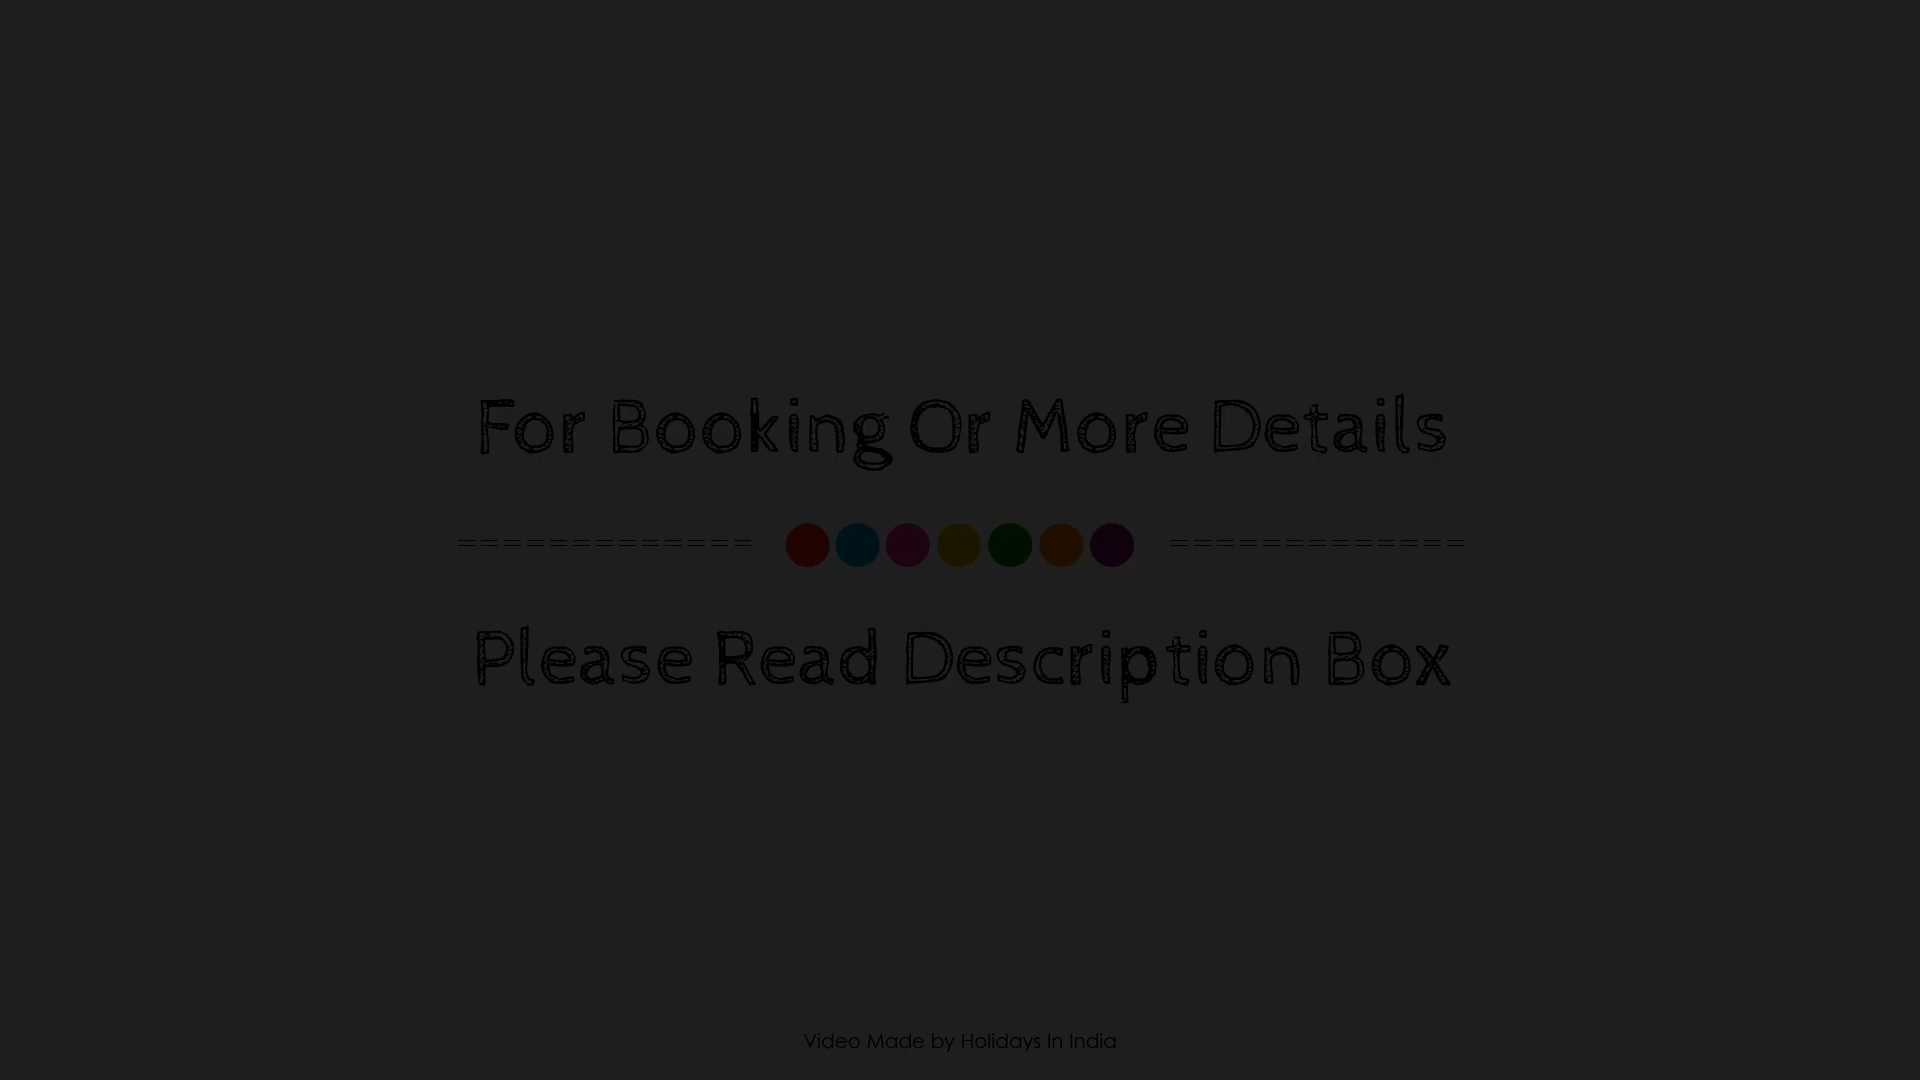 For Booking Or More Details
============= =============
Please Read Description Box
Video Made by Holidays In India